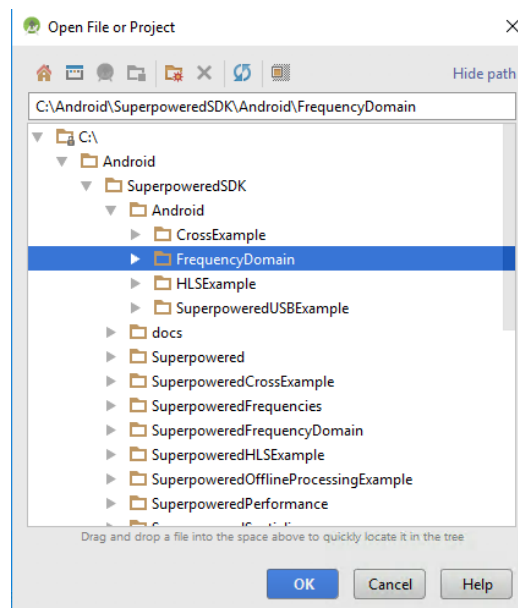 Open File or Project
Hide path
C:\Android\SuperpoweredSDK\Android\FrequencyDomain
C:\
Android
SuperpoweredSDK
Android
CrossExample
FrequencyDomain
HLSExample
SuperpoweredUSBExample
docs
Superpowered
SuperpoweredCrossExample
SuperpoweredFrequencies
SuperpoweredFrequencyDomain
SuperpoweredHLSExample
SuperpoweredOfflineProcessingExample
SuperpoweredPerformance
Drag and drop a file into the space above to quickly locate it in the tree
OK Cancel Help